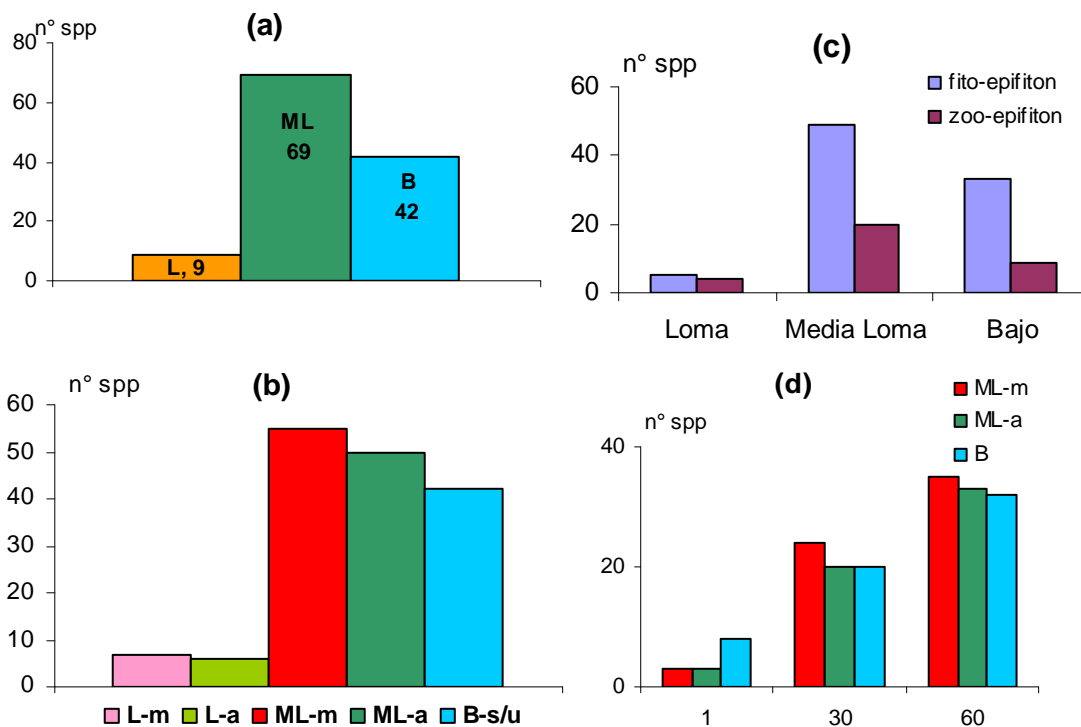 (a)
n° spp
80
60
40
20
0
L, 9
ML
69
B
42
(c)
n° spp
fito-epifiton
zoo-epifiton
60
40
20
0
Loma
Media Loma
Bajo
(b)
n° spp
60
50
40
30
20
10
0
L-m
L-a
ML-m
ML-a
B-s/u
(d)
n° spp
ML-m
ML-a
B
40
20
0
1
30
60